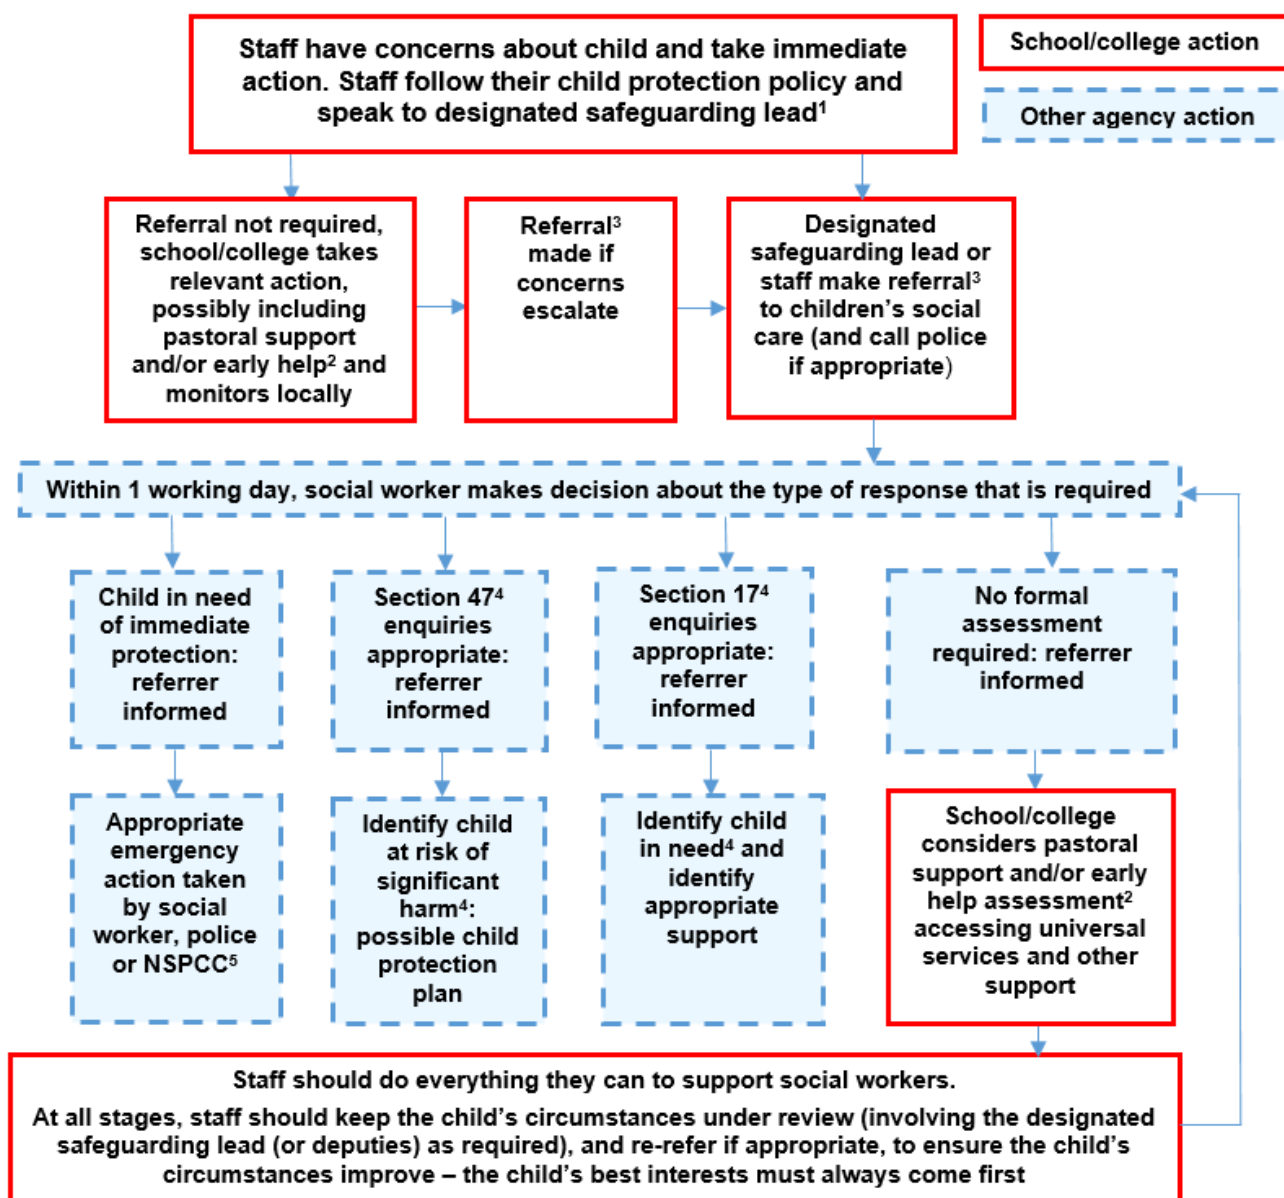 Staff have concerns about child and take immediate
action. Staff follow their child protection policy and
speak to designated safeguarding lead¹
School/college action
Other agency action
Referral not required,
school/college takes
relevant action,
possibly including
pastoral support
and/or early help² and
monitors locally
Referral³
made if
concerns
escalate
Designated
safeguarding lead or
staff make referral³
to children’s social
care (and call police
if appropriate)
Within 1 working day, social worker makes decision about the type of response that is required
Child in need
of immediate
protection:
referrer
informed
Section 47⁴
enquiries
appropriate:
referrer
informed
Section 17⁴
enquiries
appropriate:
referrer
informed
No formal
assessment
required: referrer
informed
Appropriate
emergency
action taken
by social
worker, police
or NSPCC⁵
Identify child
at risk of
significant
harm⁴:
possible child
protection
plan
Identify child
in need⁴ and
identify
appropriate
support
School/college
considers pastoral
support and/or early
help assessment²
accessing universal
services and other
support
Staff should do everything they can to support social workers.
At all stages, staff should keep the child’s circumstances under review (involving the designated
safeguarding lead (or deputies) as required), and re-refer if appropriate, to ensure the child’s
circumstances improve – the child’s best interests must always come first